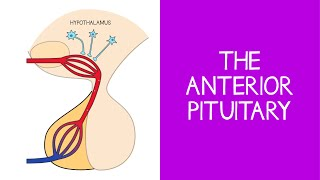 HYPOTHALAMUS
THE
ANTERIOR
PITUITARY